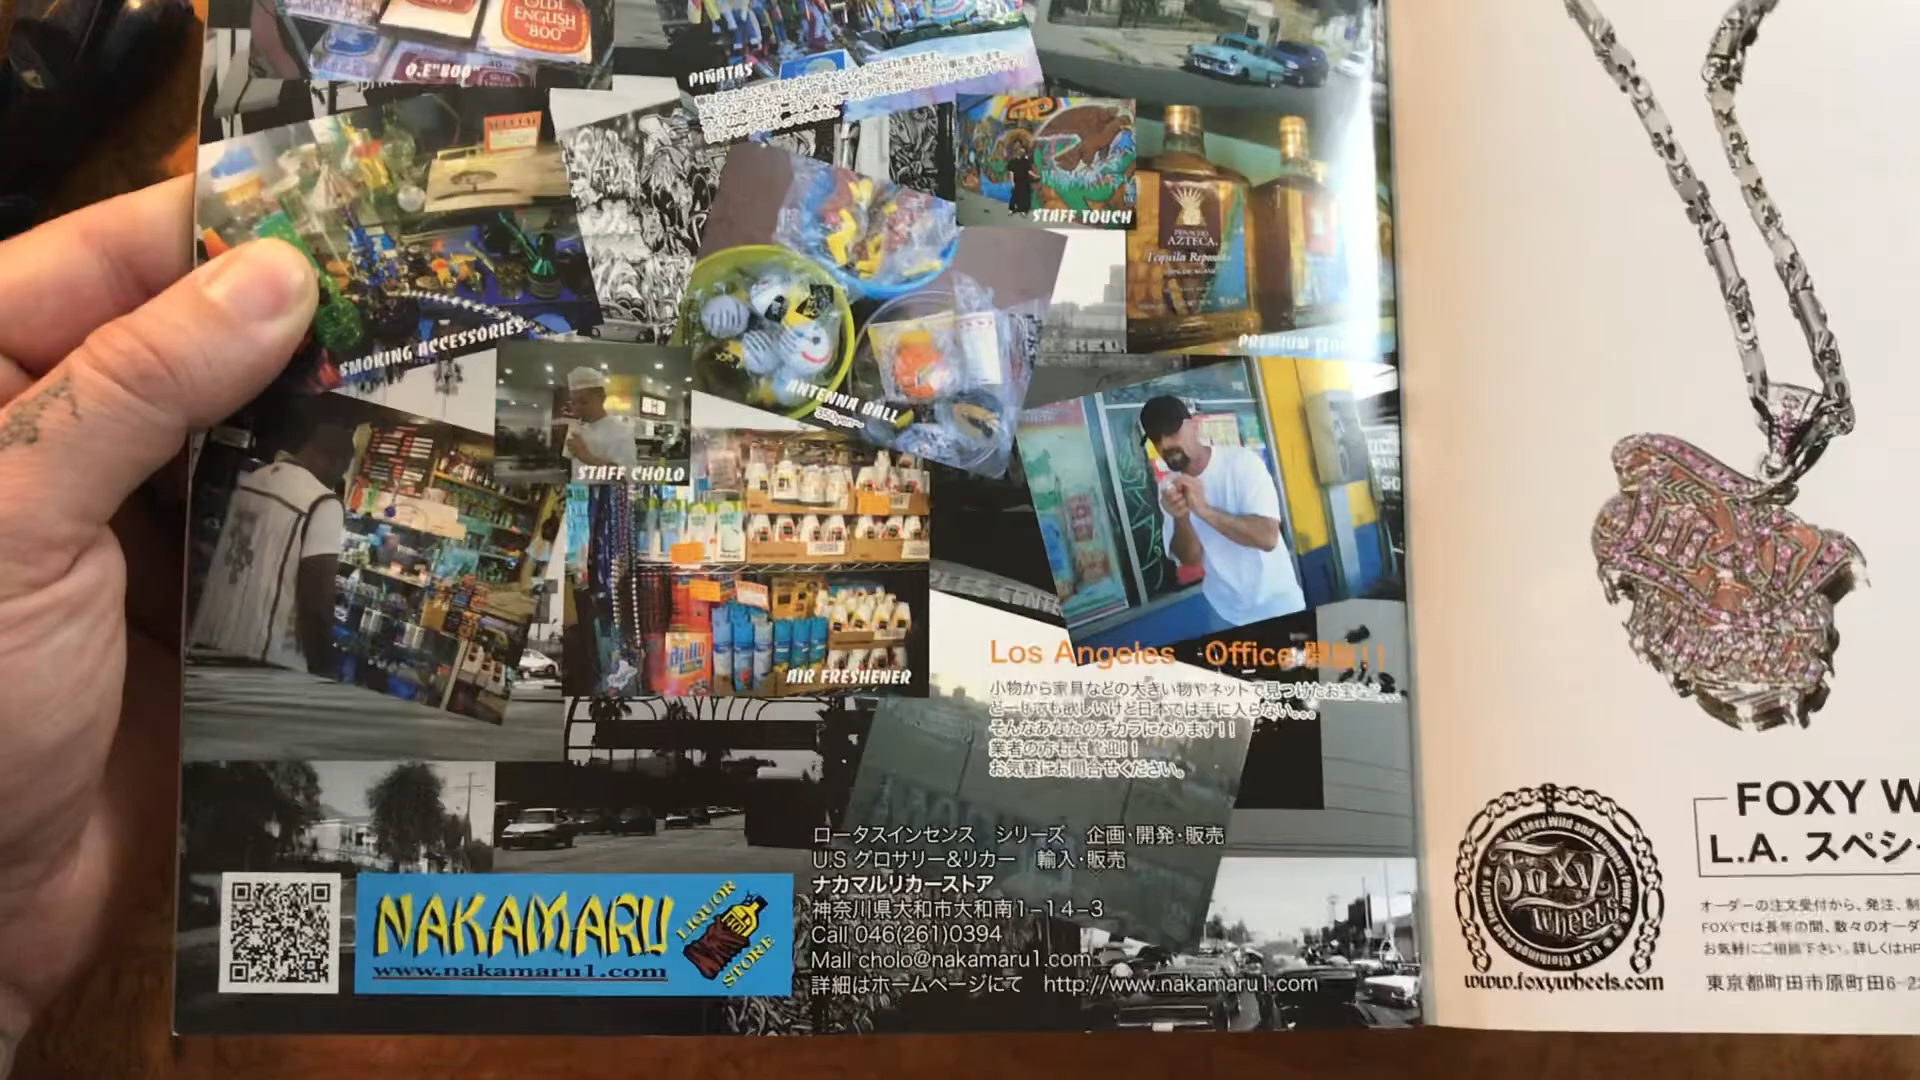 OLDE
ENGLISH
"800"
O.E"800"
PIÑATAS
SPECIAL
STAFF TOUCH
AZTECA.
Tequila Reposado
PREMIUM
SMOKING ACCESSORIES
ANTENNA BALL
350yen~
STAFF CHOLO
Brillo
AIR FRESHENER
Los Angeles Office 開設!!
小物から家具などの大きい物やネットで見つけたお宝など...
どーしても欲しいけど日本では手に入らない。。。
そんなあなたのチカラになります!!
業者の方も大歓迎!!
お気軽にお問合せください。
ロータスインセンス シリーズ 企画・開発・販売
U.S グロサリー&リカー 輸入・販売
ナカマルリカーストア
神奈川県大和市大和南1-14-3
Call 046(261)0394
Mall cholo@nakamaru1.com
詳細はホームページにて http://www.nakamaru1.com
NAKAMARU
LIQUOR
STORE
www.nakamaru1.com
Foxy
Wheels
www.foxywheels.com
FOXY W
L.A. スペシ
オーダーの注文受付から、発注、制
FOXYでは長年の間、数々のオーダ
お気軽にご相談下さい。詳しくはHP
東京都町田市原町田6-2